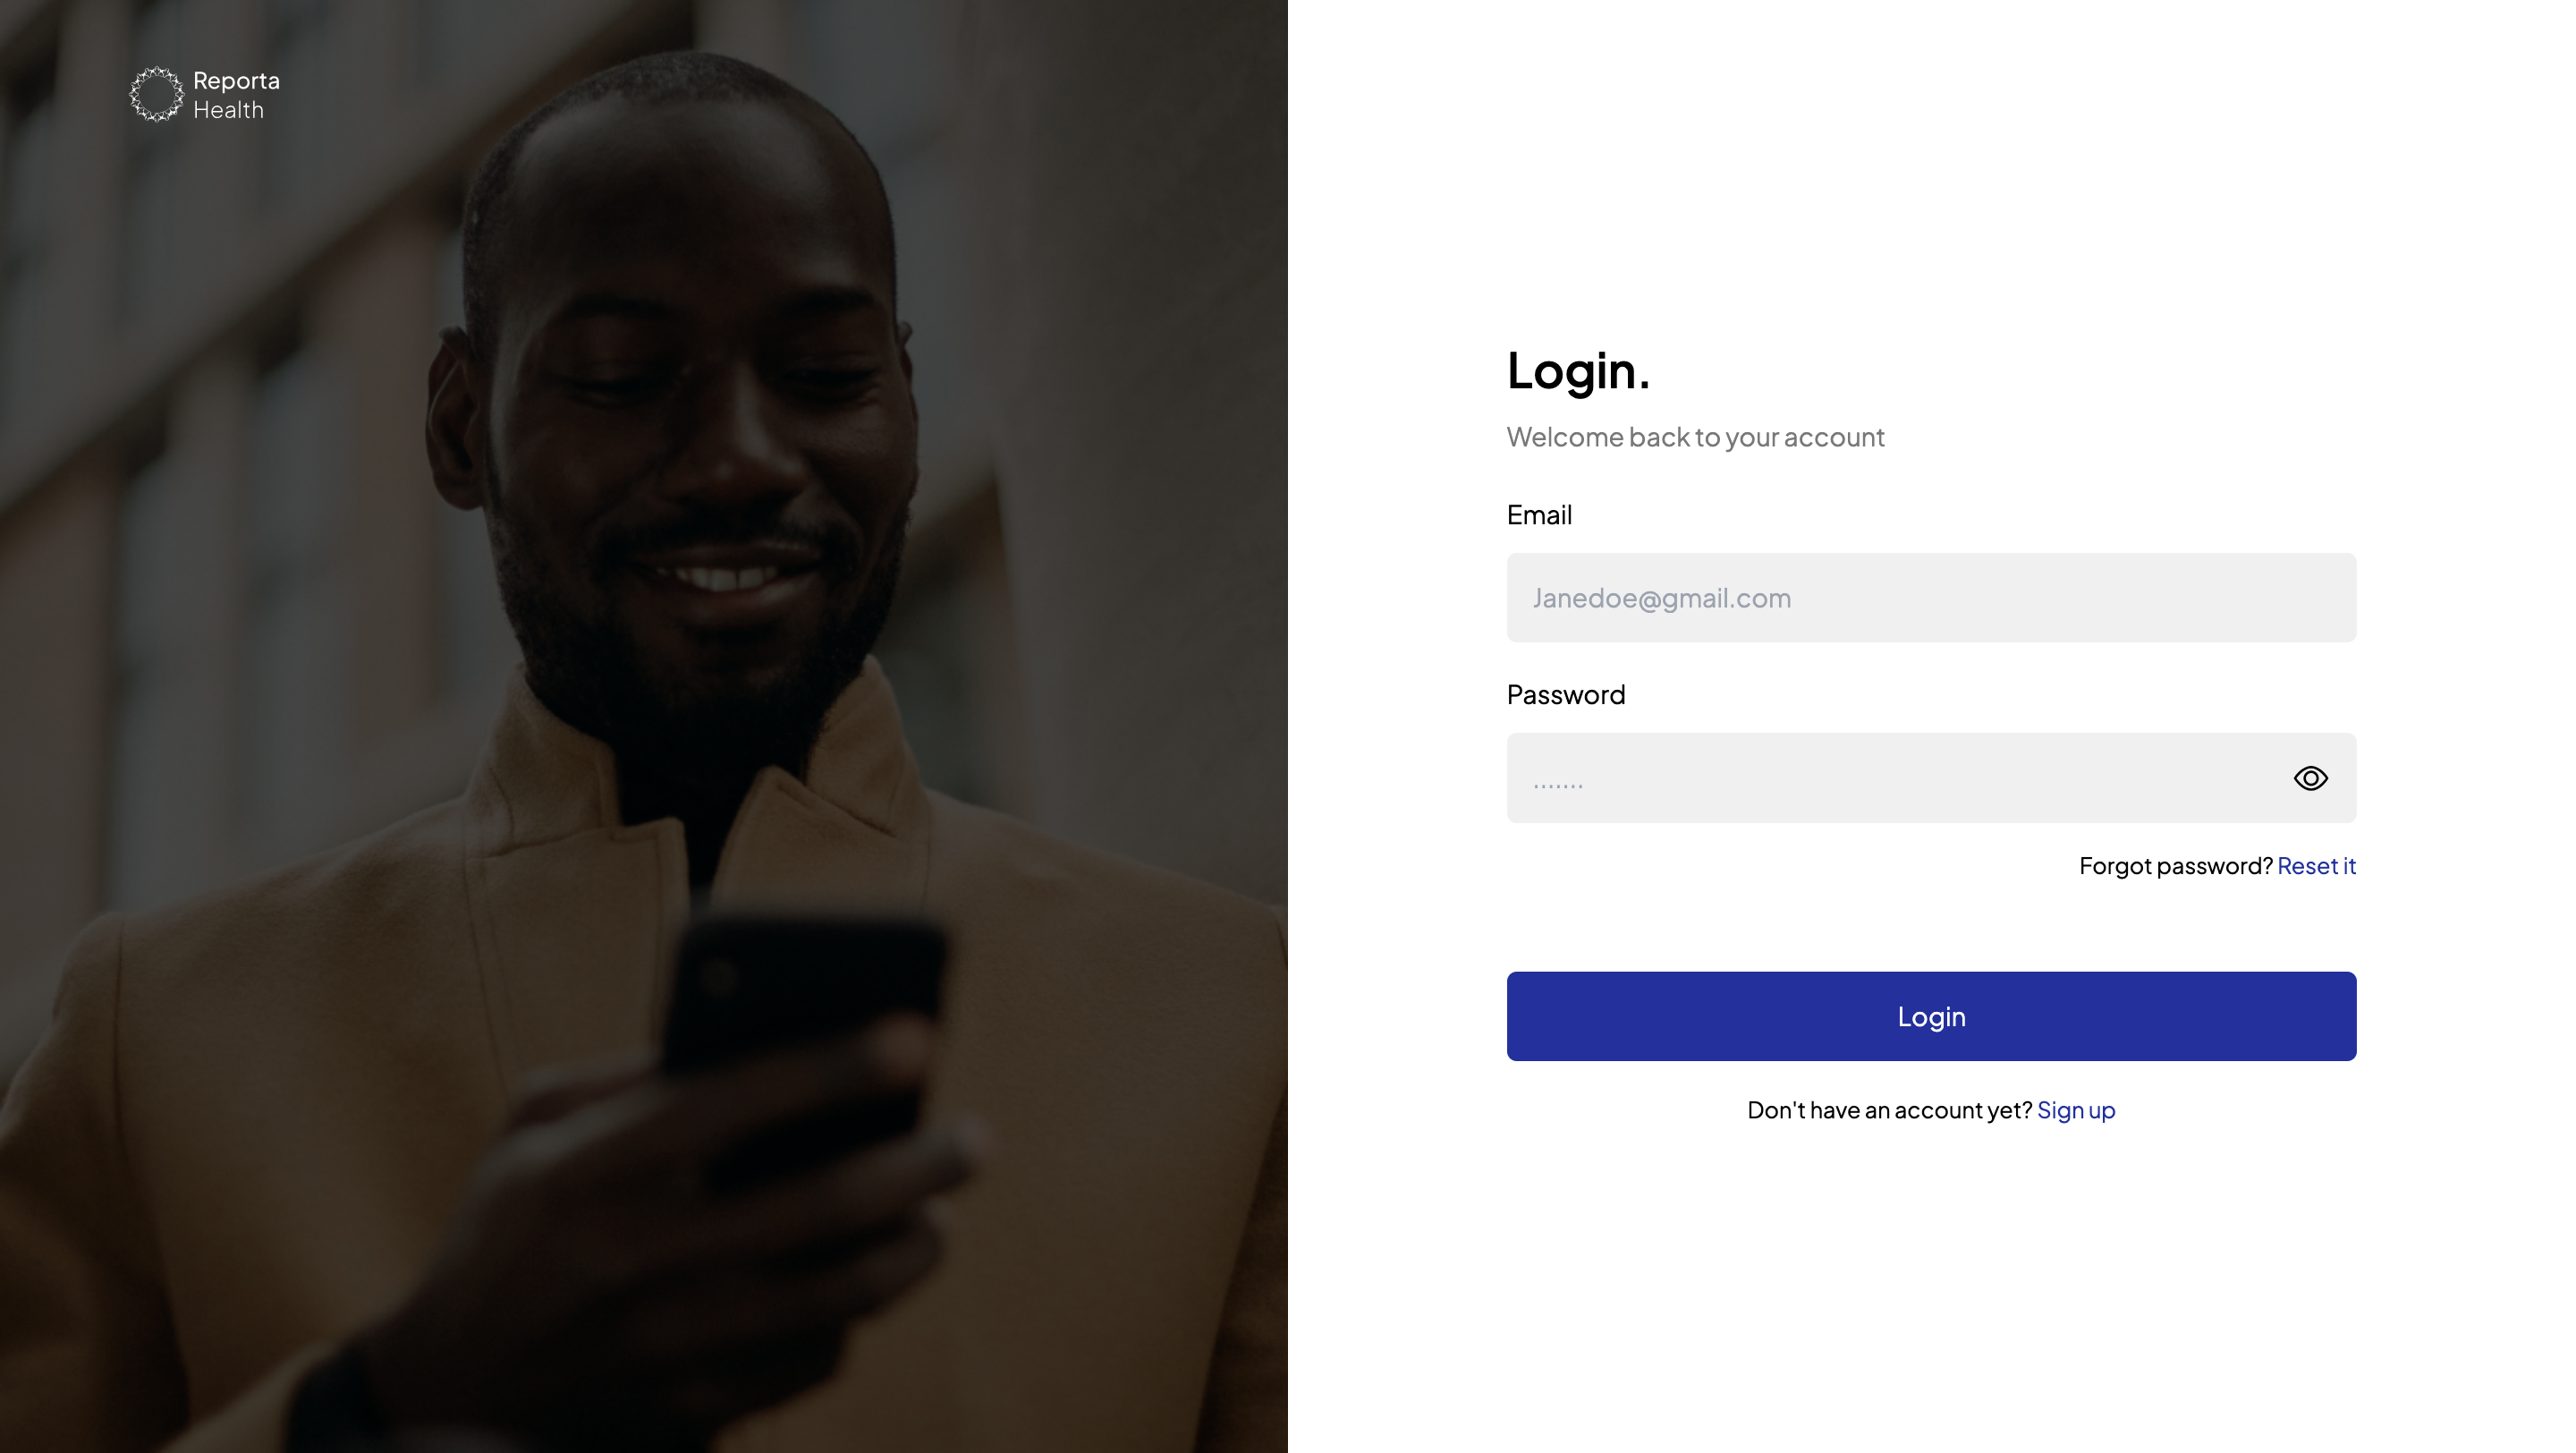 Reporta
Health
Login.
Welcome back to your account
Email
Janedoe@gmail.com
Password
.......
Forgot password? Reset it
Login
Don't have an account yet? Sign up